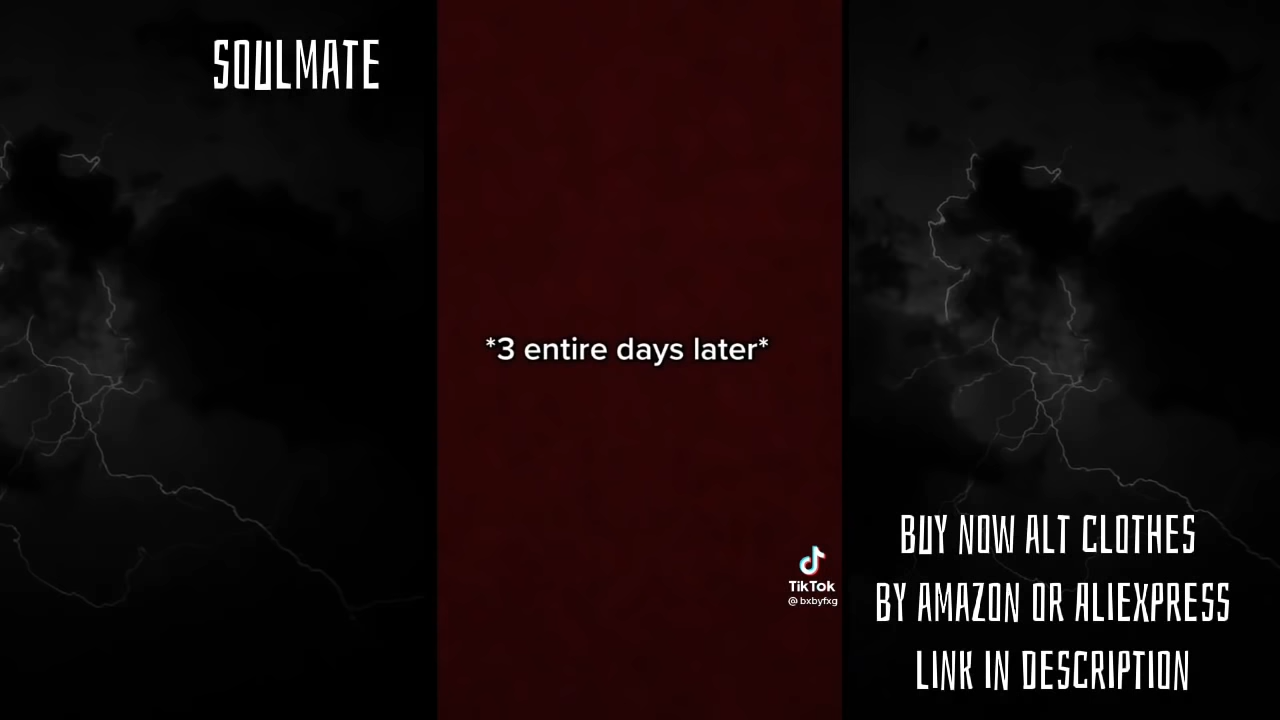 SOULMATE
*3 entire days later*
TikTok
@bxbyfxg
BUY NOW ALT CLOTHES
BY AMAZON OR ALIEXPRESS
LINK IN DESCRIPTION